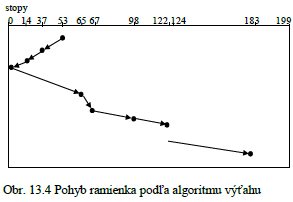 stopy
0 14 37 53 65 67 98 122,124 183 199
Obr. 13.4 Pohyb ramienka podľa algoritmu výťahu